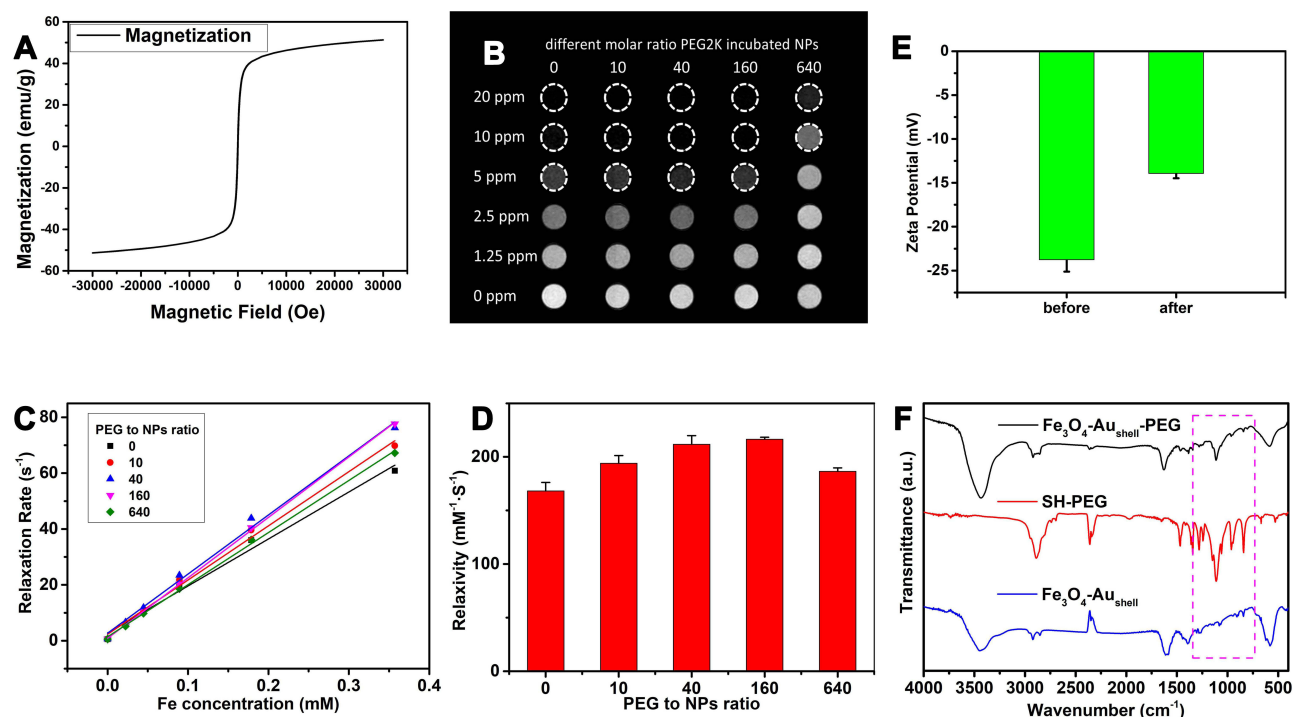 A
Magnetization
Magnetization (emu/g)
60
40
20
0
-20
-40
-60
-30000 -20000 -10000 0 10000 20000 30000
Magnetic Field (Oe)
B
different molar ratio PEG2K incubated NPs
0 10 40 160 640
20 ppm
10 ppm
5 ppm
2.5 ppm
1.25 ppm
0 ppm
E
Zeta Potential (mV)
0
-5
-10
-15
-20
-25
before after
C
PEG to NPs ratio
0
10
40
160
640
Relaxation Rate (s⁻¹)
80
60
40
20
0
0.0 0.1 0.2 0.3 0.4
Fe concentration (mM)
D
Relaxivity (mM⁻¹·S⁻¹)
200
100
0
0 10 40 160 640
PEG to NPs ratio
F
Fe₃O₄-Aushell-PEG
SH-PEG
Fe₃O₄-Aushell
Transmittance (a.u.)
4000 3500 3000 2500 2000 1500 1000 500
Wavenumber (cm⁻¹)